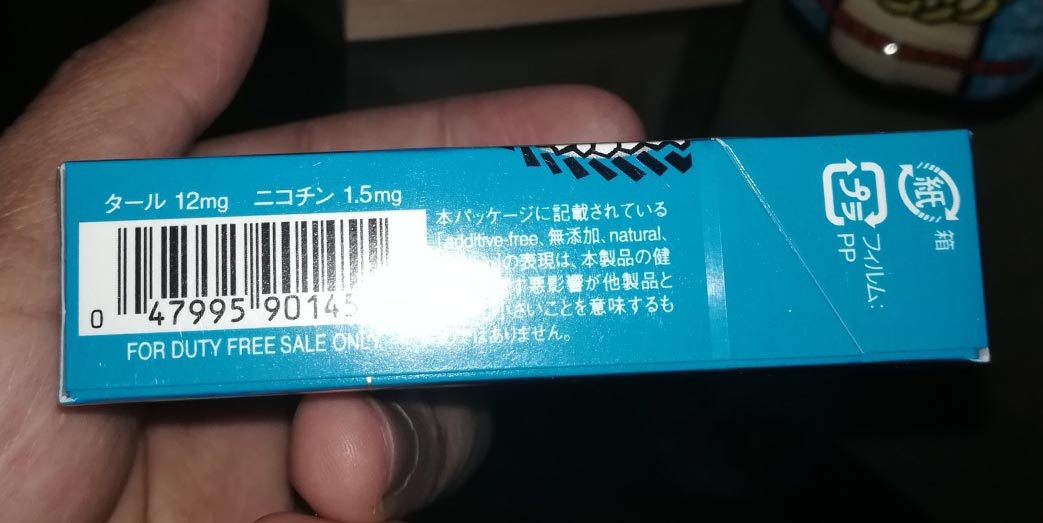 タール 12mg ニコチン 1.5mg
0 47995 90145
FOR DUTY FREE SALE ONLY
本パッケージに記載されている
「additive-free、無添加、natural、
の表現は、本製品の健
す悪影響が他製品と
さいことを意味するも
はありません。
プラ
フィルム:
PP
紙
箱